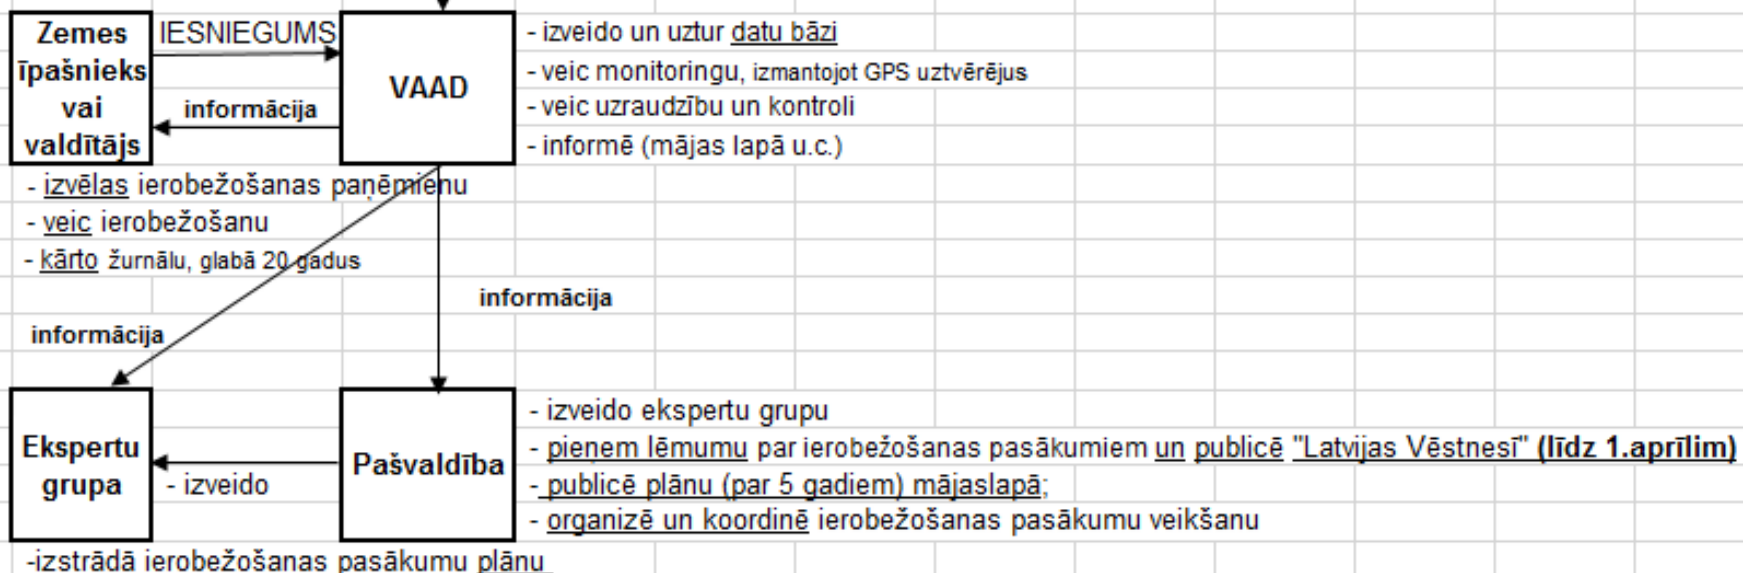 Zemes
īpašnieks
vai
valdītājs
IESNIEGUMS
informācija
VAAD
- izveido un uztur datu bāzi
- veic monitoringu, izmantojot GPS uztvērējus
- veic uzraudzību un kontroli
- informē (mājas lapā u.c.)
- izvēlas ierobežošanas paņēmienu
- veic ierobežošanu
- kārto žurnālu, glabā 20 gadus
informācija
informācija
Ekspertu
grupa
- izveido
Pašvaldība
- izveido ekspertu grupu
- pieņem lēmumu par ierobežošanas pasākumiem un publicē "Latvijas Vēstnesī" (līdz 1.aprīlim)
- publicē plānu (par 5 gadiem) mājaslapā;
- organizē un koordinē ierobežošanas pasākumu veikšanu
-izstrādā ierobežošanas pasākumu plānu